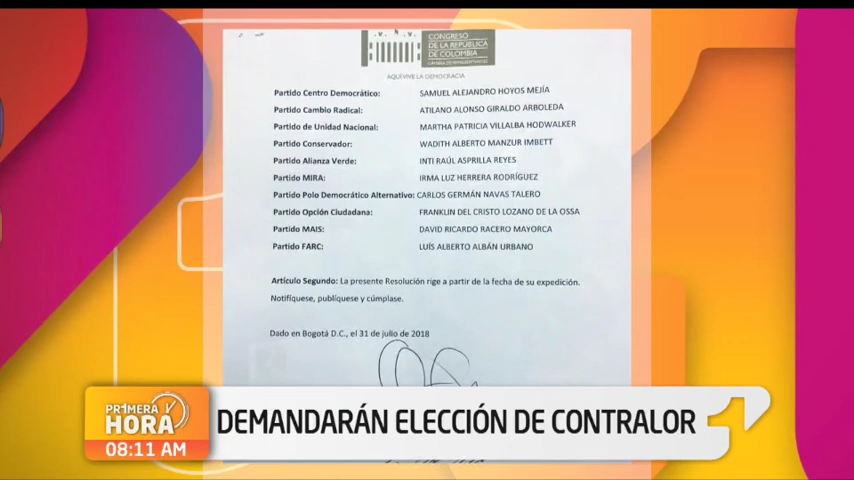 CONGRESO
DE LA REPÚBLICA
DE COLOMBIA
AQUÍ VIVE LA DEMOCRACIA
Partido Centro Democrático: SAMUEL ALEJANDRO HOYOS MEJÍA
Partido Cambio Radical: ATILANO ALONSO GIRALDO ARBOLEDA
Partido de Unidad Nacional: MARTHA PATRICIA VILLALBA HODWALKER
Partido Conservador: WADITH ALBERTO MANZUR IMBETT
Partido Alianza Verde: INTI RAÚL ASPRILLA REYES
Partido MIRA: IRMA LUZ HERRERA RODRÍGUEZ
Partido Polo Democrático Alternativo: CARLOS GERMÁN NAVAS TALERO
Partido Opción Ciudadana: FRANKLIN DEL CRISTO LOZANO DE LA OSSA
Partido MAIS: DAVID RICARDO RACERO MAYORCA
Partido FARC: LUÍS ALBERTO ALBÁN URBANO
Artículo Segundo: La presente Resolución rige a partir de la fecha de su expedición.
Notifíquese, publíquese y cúmplase.
Dado en Bogotá D.C., el 31 de julio de 2018
PR1MERA
HORA
08:11 AM
DEMANDARÁN ELECCIÓN DE CONTRALOR
1